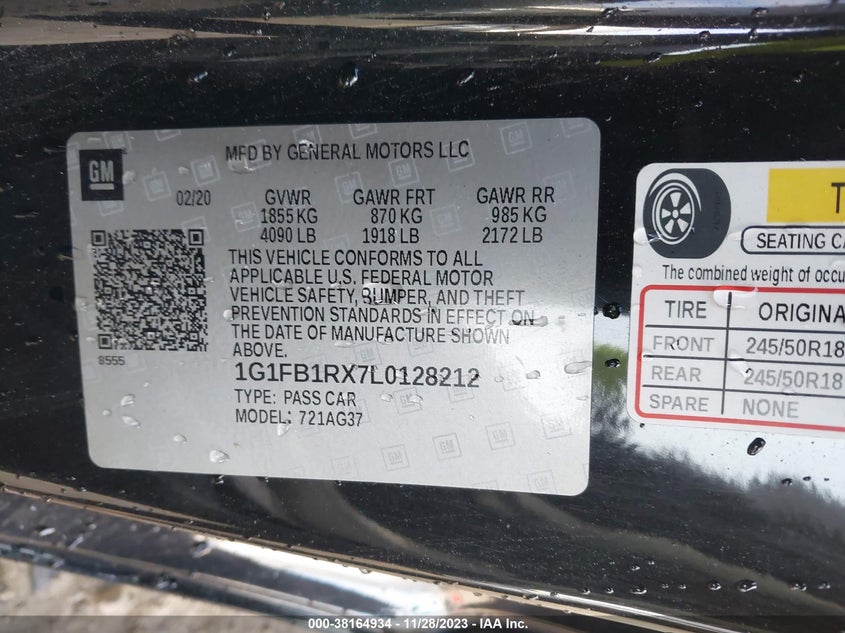 GM
MFD BY GENERAL MOTORS LLC
02/20
GVWR GAWR FRT GAWR RR
1855 KG 870 KG 985 KG
4090 LB 1918 LB 2172 LB
THIS VEHICLE CONFORMS TO ALL
APPLICABLE U.S. FEDERAL MOTOR
VEHICLE SAFETY, BUMPER, AND THEFT
PREVENTION STANDARDS IN EFFECT ON
THE DATE OF MANUFACTURE SHOWN
ABOVE.
8555
1G1FB1RX7L0128212
TYPE: PASS CAR
MODEL: 721AG37
T
SEATING CA
The combined weight of occu
TIRE ORIGINA
FRONT 245/50R18
REAR 245/50R18
SPARE NONE
000-38164934 - 11/28/2023 - IAA Inc.